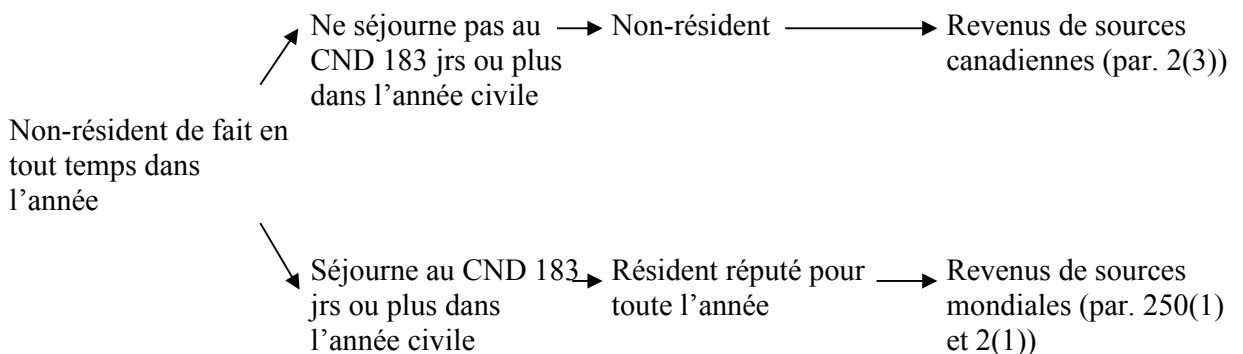 Ne séjourne pas au
CND 183 jrs ou plus
dans l’année civile
Non-résident
Revenus de sources
canadiennes (par. 2(3))
Non-résident de fait en
tout temps dans
l’année
Séjourne au CND 183
jrs ou plus dans
l’année civile
Résident réputé pour
toute l’année
Revenus de sources
mondiales (par. 250(1)
et 2(1))